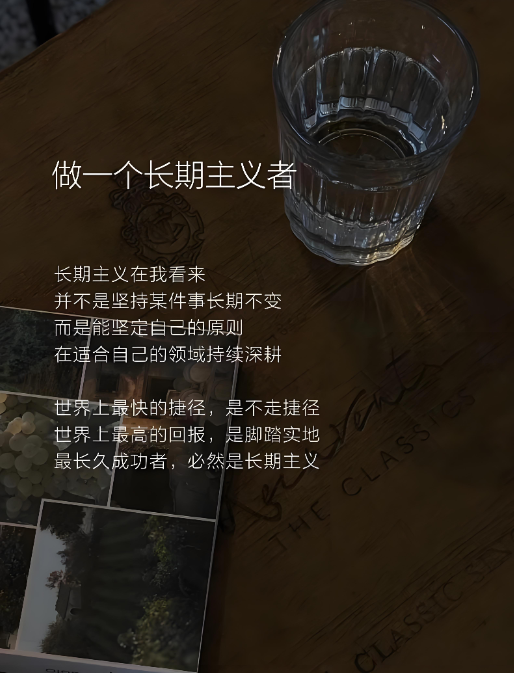 做一个长期主义者
长期主义在我看来
并不是坚持某件事长期不变
而是能坚定自己的原则
在适合自己的领域持续深耕
世界上最快的捷径，是不走捷径
世界上最高的回报，是脚踏实地
最长久成功者，必然是长期主义
THE CLASSICS
CLASSIC